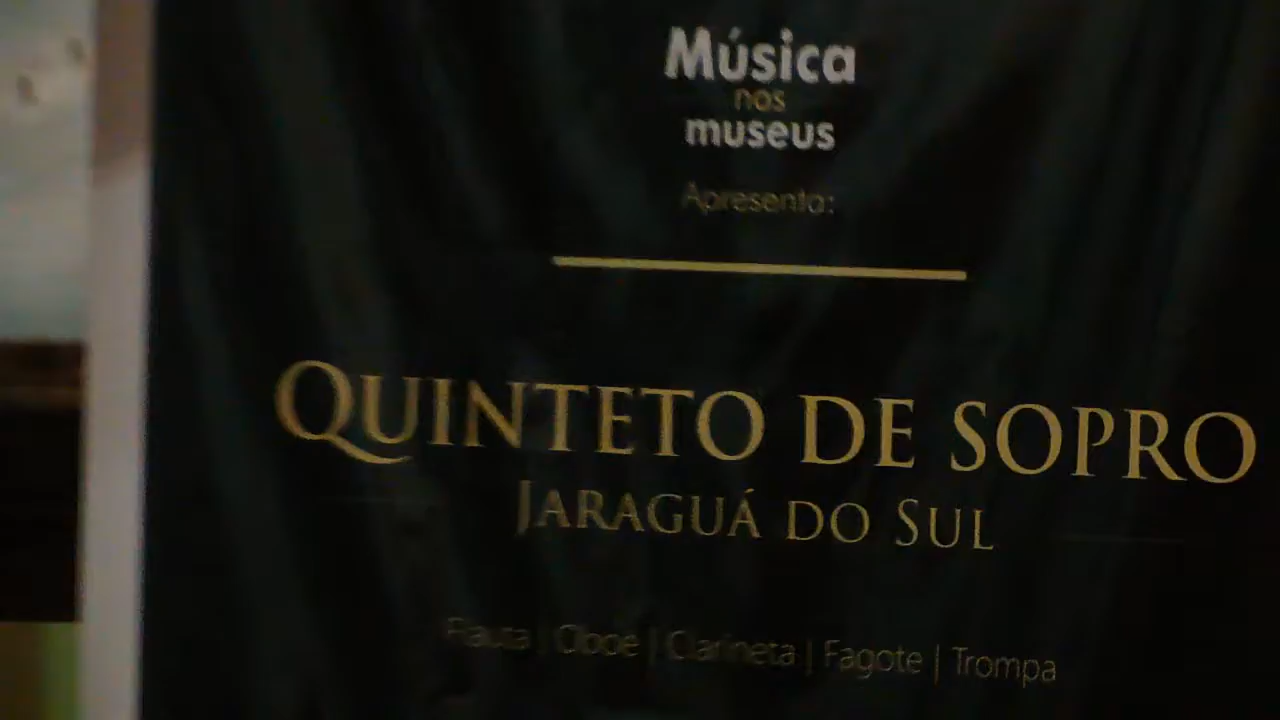 Música
nos
museus
Apresenta:
QUINTETO DE SOPRO
JARAGUÁ DO SUL
Flauta | Oboe | Clarineta | Fagote | Trompa